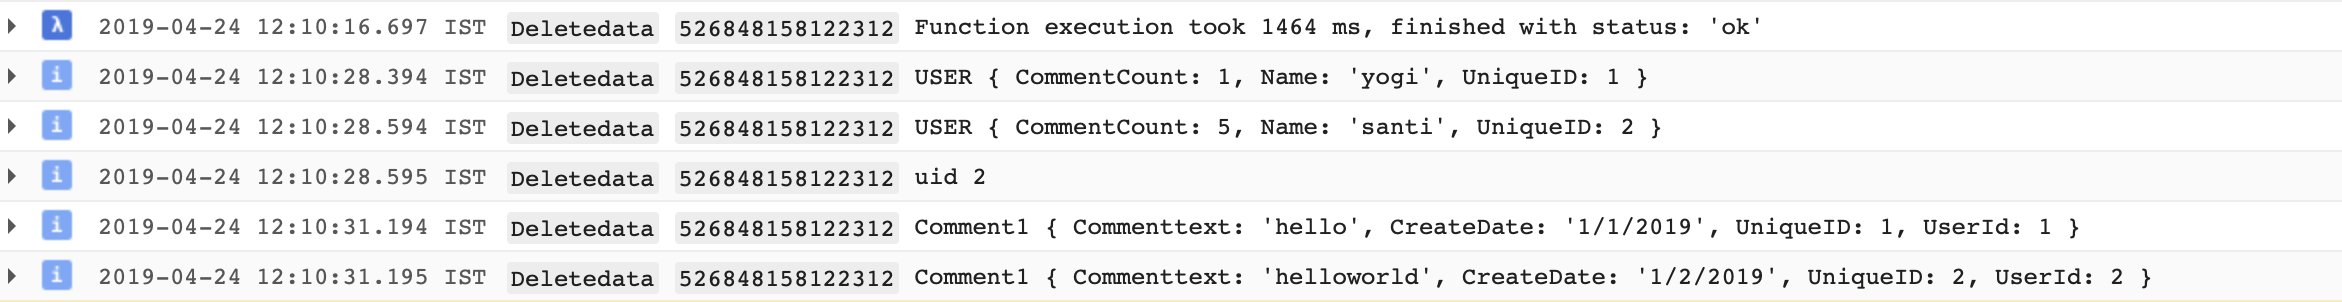 λ 2019-04-24 12:10:16.697 IST Deletedata 526848158122312 Function execution took 1464 ms, finished with status: 'ok'
i 2019-04-24 12:10:28.394 IST Deletedata 526848158122312 USER { CommentCount: 1, Name: 'yogi', UniqueID: 1 }
i 2019-04-24 12:10:28.594 IST Deletedata 526848158122312 USER { CommentCount: 5, Name: 'santi', UniqueID: 2 }
i 2019-04-24 12:10:28.595 IST Deletedata 526848158122312 uid 2
i 2019-04-24 12:10:31.194 IST Deletedata 526848158122312 Comment1 { Commenttext: 'hello', CreateDate: '1/1/2019', UniqueID: 1, UserId: 1 }
i 2019-04-24 12:10:31.195 IST Deletedata 526848158122312 Comment1 { Commenttext: 'helloworld', CreateDate: '1/2/2019', UniqueID: 2, UserId: 2 }